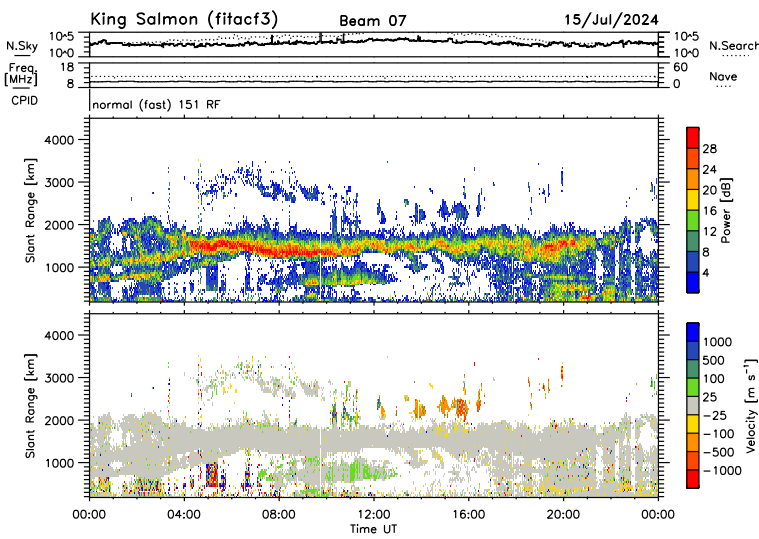 King Salmon (fitacf3) Beam 07 15/Jul/2024
N.Sky 10^5 10^0 10^5 10^0 N.Search
Freq. [MHz] 18 8 60 0 Nave
CPID normal (fast) 151 RF
4000
3000
2000
1000
Slant Range [km]
28
24
20
16
12
8
4
Power [dB]
4000
3000
2000
1000
Slant Range [km]
1000
500
100
25
-25
-100
-500
-1000
Velocity [m s^-1]
00:00 04:00 08:00 12:00 16:00 20:00 00:00
Time UT